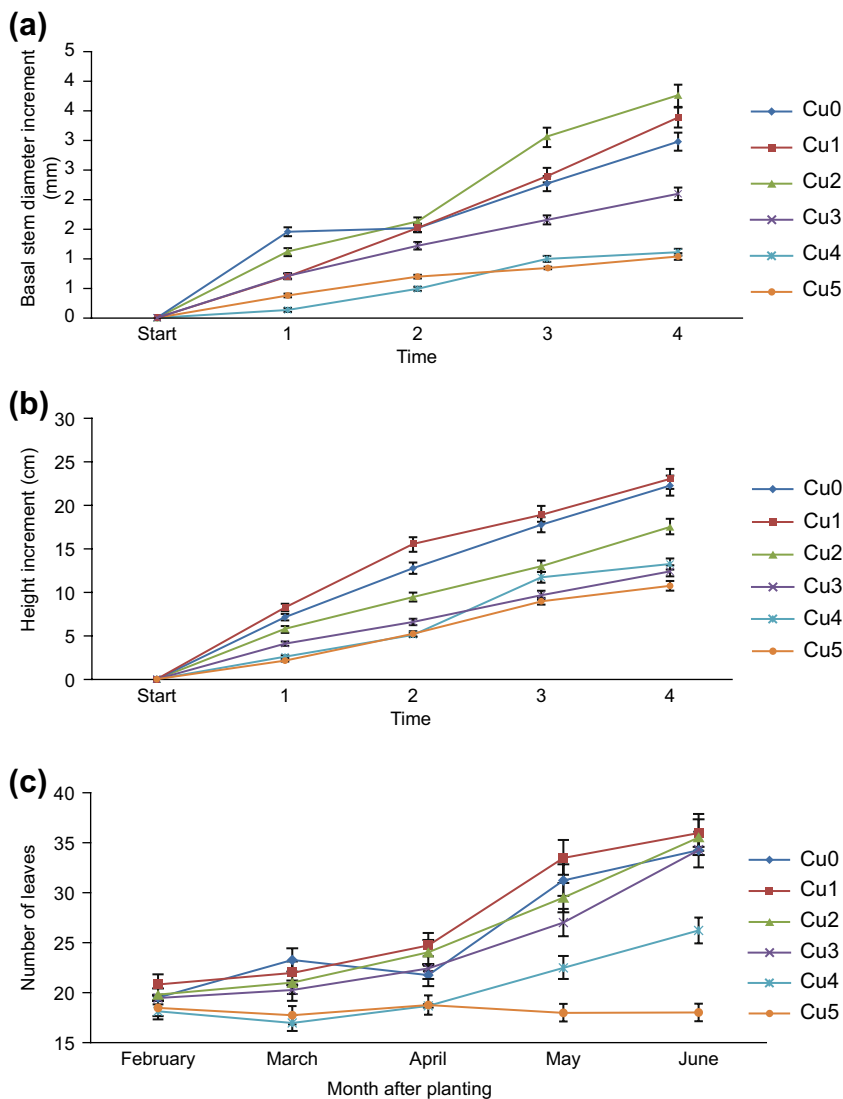 (a)
Basal stem diameter increment
(mm)
5
4
4
3
3
2
2
1
1
0
Start 1 2 3 4
Time
Cu0
Cu1
Cu2
Cu3
Cu4
Cu5
(b)
Height increment (cm)
30
25
20
15
10
5
0
Start 1 2 3 4
Time
Cu0
Cu1
Cu2
Cu3
Cu4
Cu5
(c)
Number of leaves
40
35
30
25
20
15
February March April May June
Month after planting
Cu0
Cu1
Cu2
Cu3
Cu4
Cu5